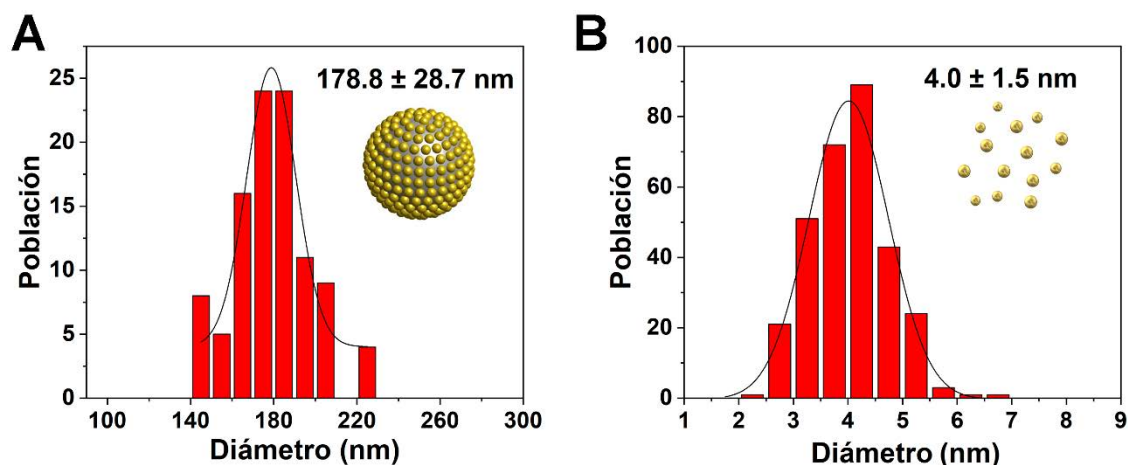 A
178.8 ± 28.7 nm
Población
25
20
15
10
5
0
100 140 180 220 260 300
Diámetro (nm)
B
4.0 ± 1.5 nm
Población
100
80
60
40
20
0
1 2 3 4 5 6 7 8 9
Diámetro (nm)